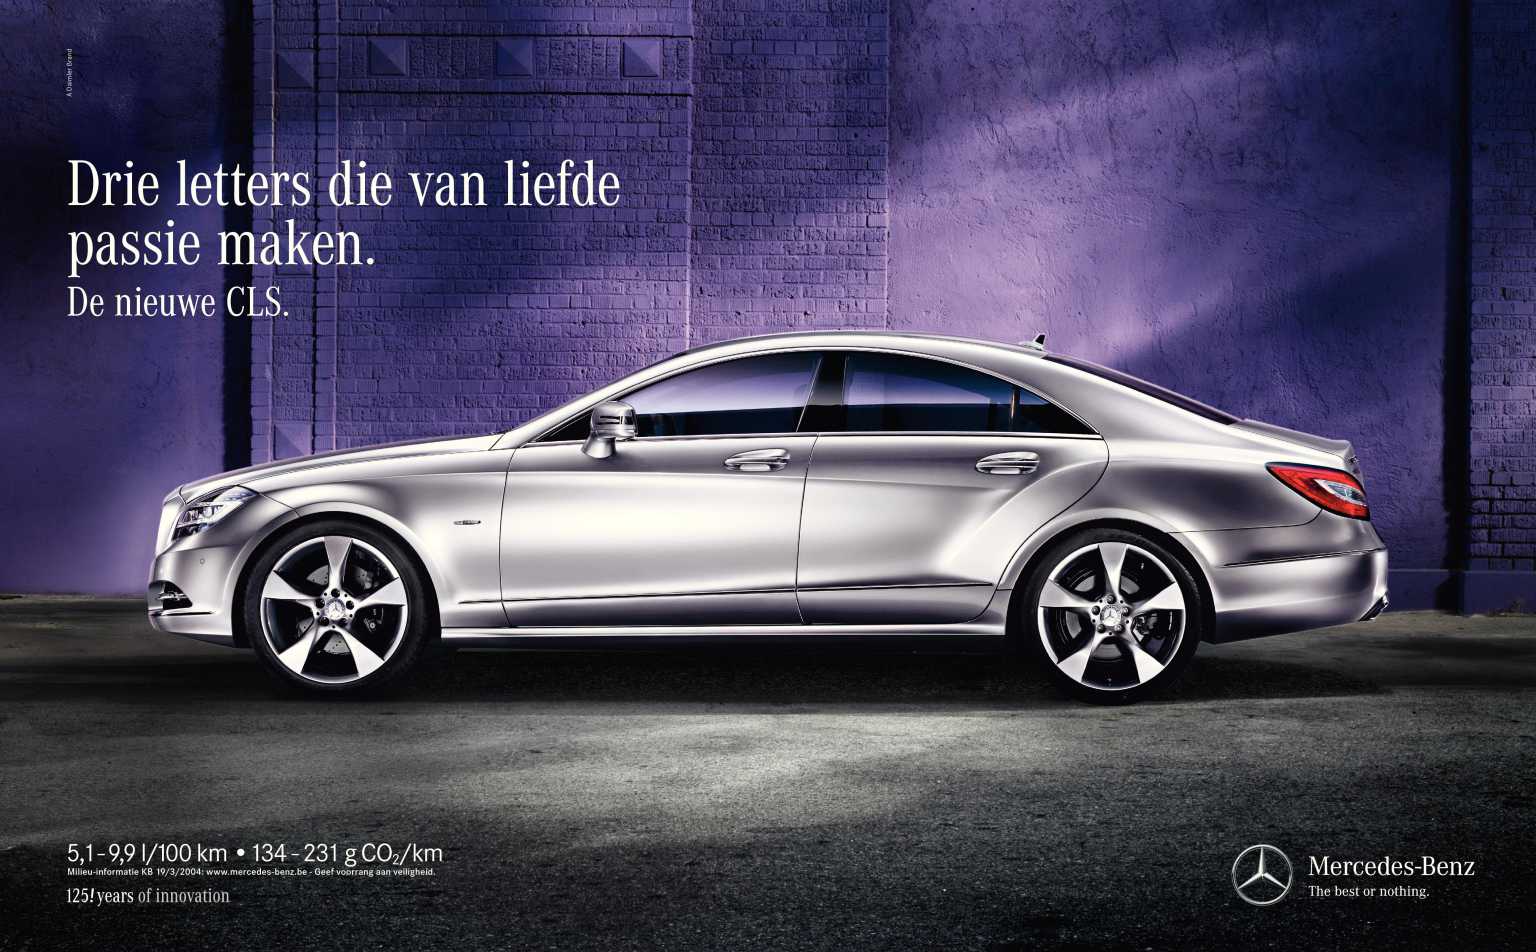 A Daimler Brand
Drie letters die van liefde
passie maken.
De nieuwe CLS.
5,1 - 9,9 l/100 km • 134 - 231 g CO₂/km
Milieu-informatie KB 19/3/2004: www.mercedes-benz.be - Geef voorrang aan veiligheid.
125! years of innovation
Mercedes-Benz
The best or nothing.